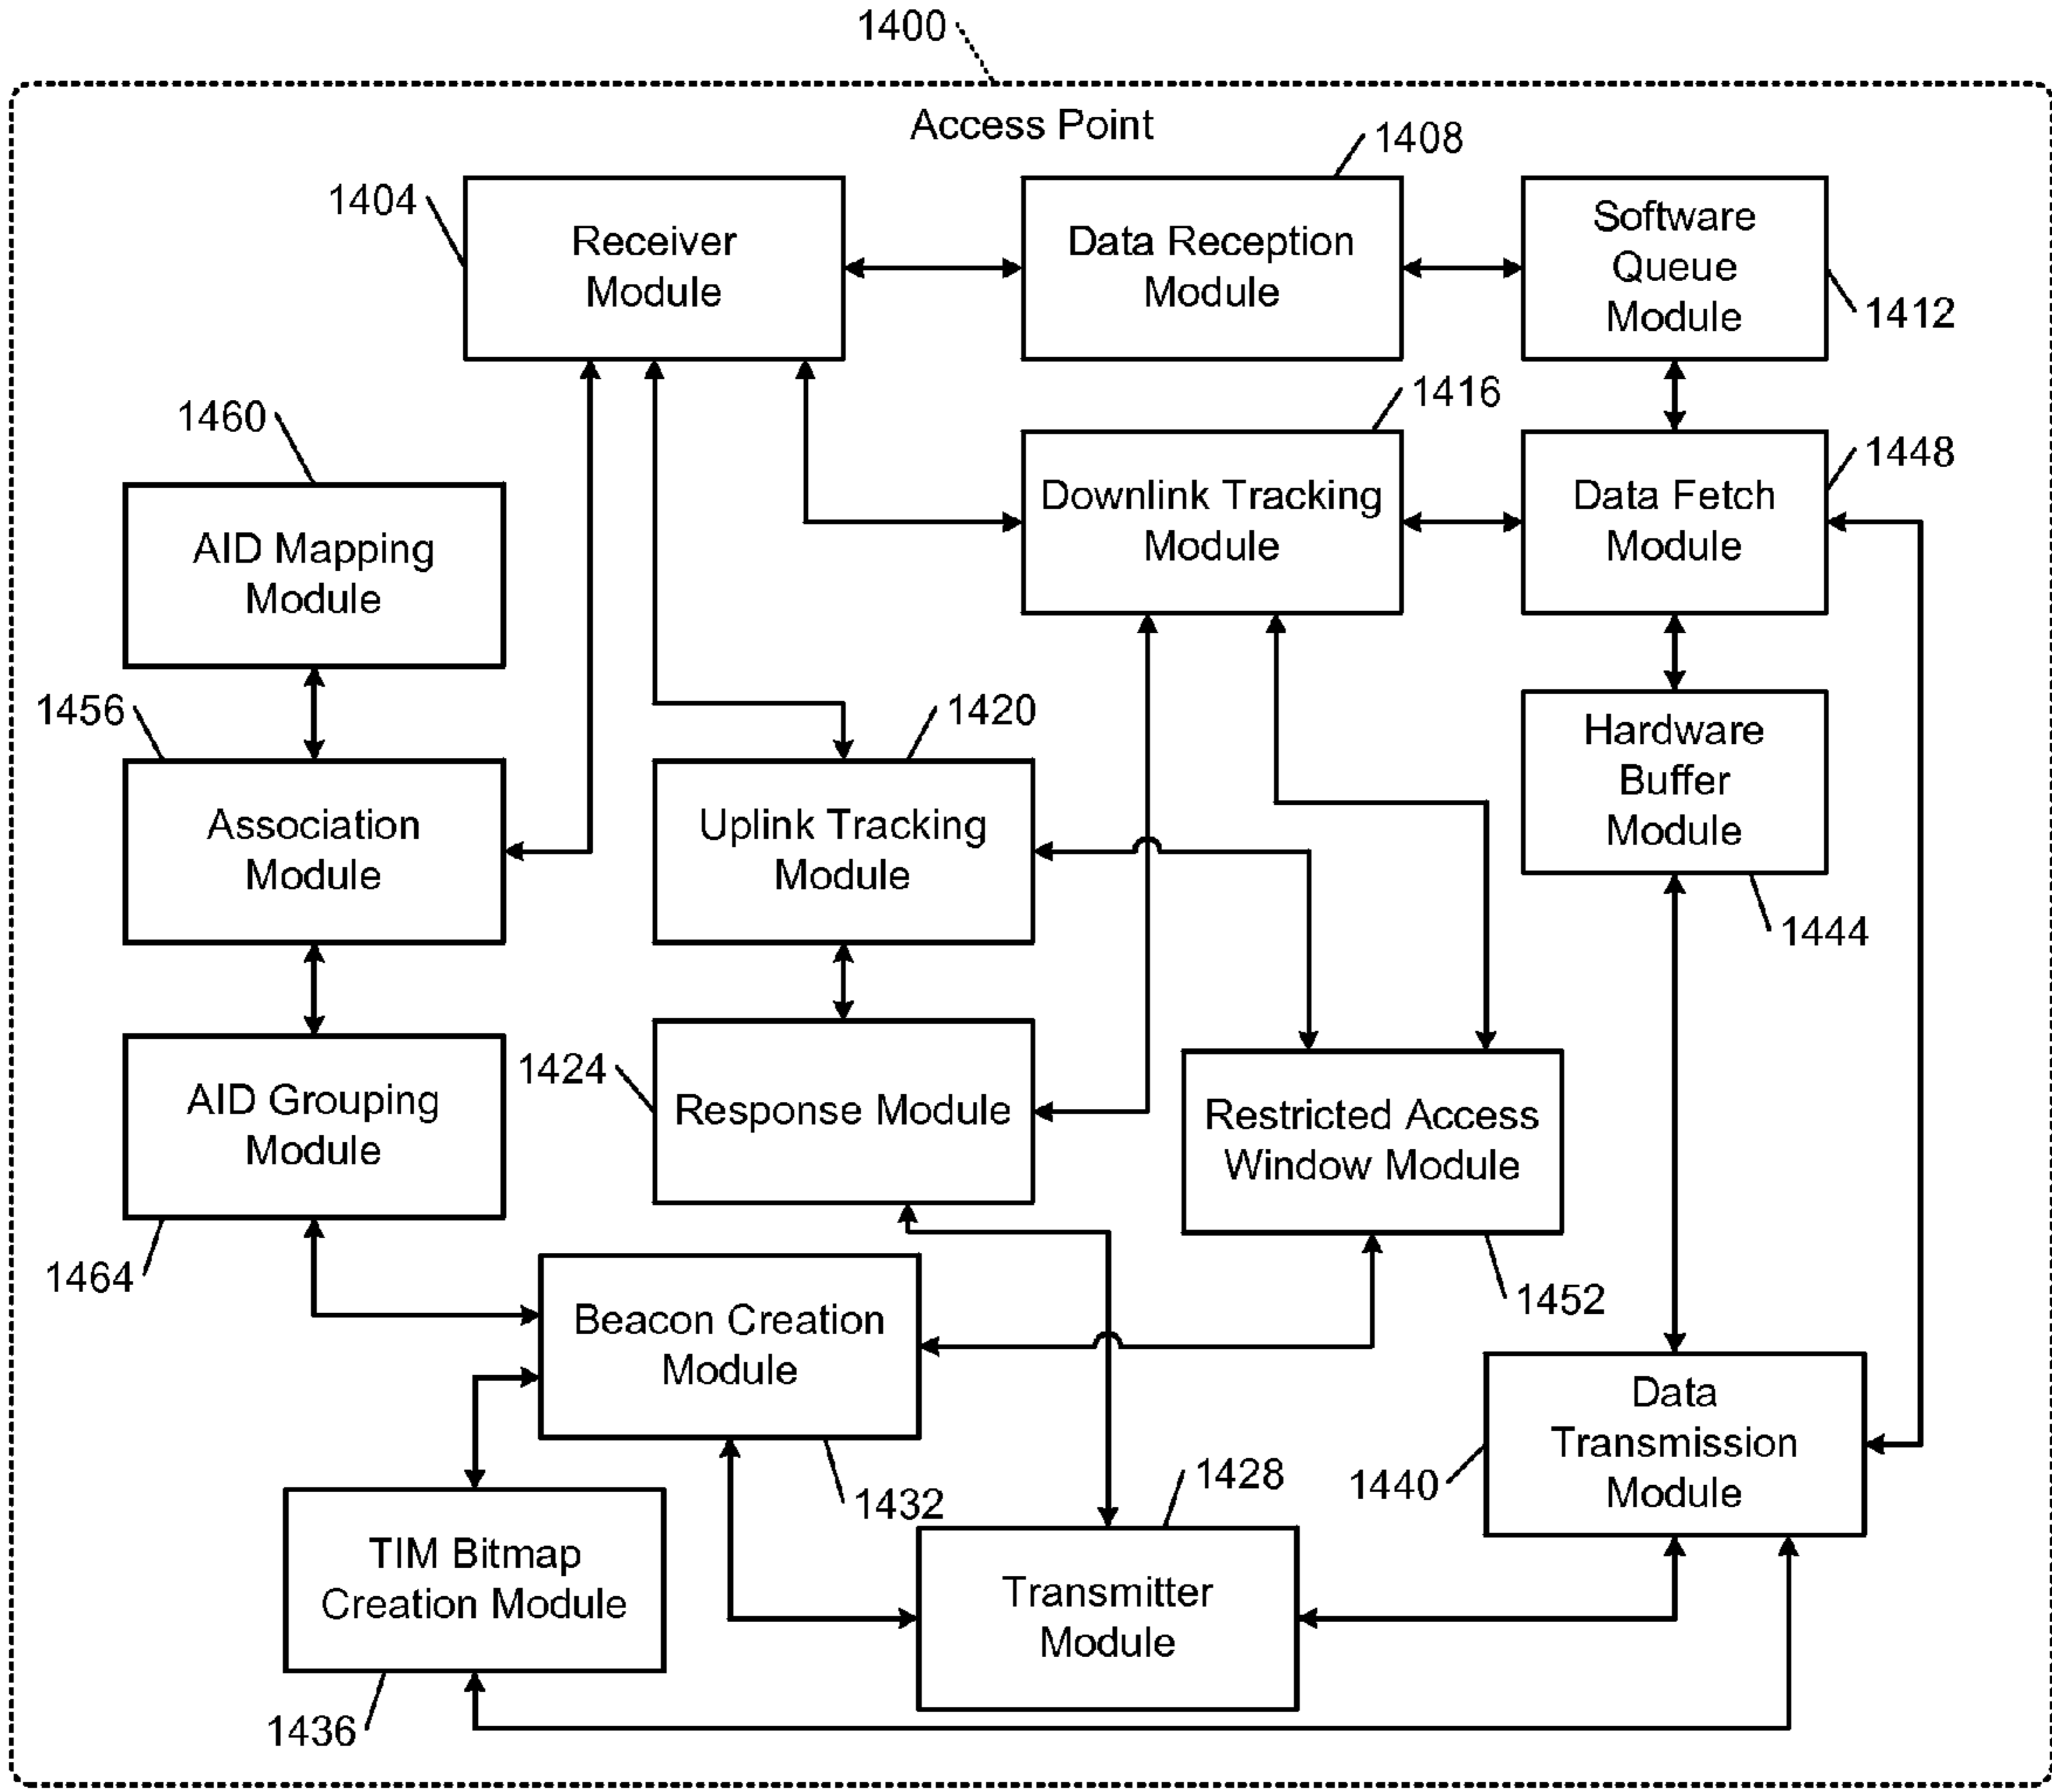 1400
Access Point
1408
1404
Receiver
Module
Data Reception
Module
Software
Queue
Module
1412
1416
1460
1448
Downlink Tracking
Module
Data Fetch
Module
AID Mapping
Module
1456
1420
Hardware
Buffer
Module
Association
Module
Uplink Tracking
Module
1444
1424
AID Grouping
Module
Response Module
Restricted Access
Window Module
1464
1452
Beacon Creation
Module
Data
Transmission
Module
1440
1428
1432
TIM Bitmap
Creation Module
Transmitter
Module
1436